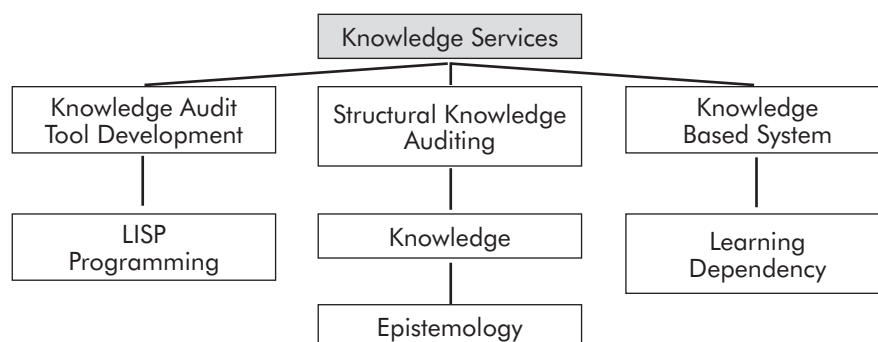 Knowledge Services
Knowledge Audit
Tool Development
Structural Knowledge
Auditing
Knowledge
Based System
LISP
Programming
Knowledge
Learning
Dependency
Epistemology